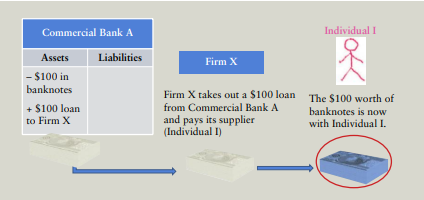 Commercial Bank A
Assets
Liabilities
– $100 in
banknotes
+ $100 loan
to Firm X
Firm X
Firm X takes out a $100 loan
from Commercial Bank A
and pays its supplier
(Individual I)
Individual I
The $100 worth of
banknotes is now
with Individual I.